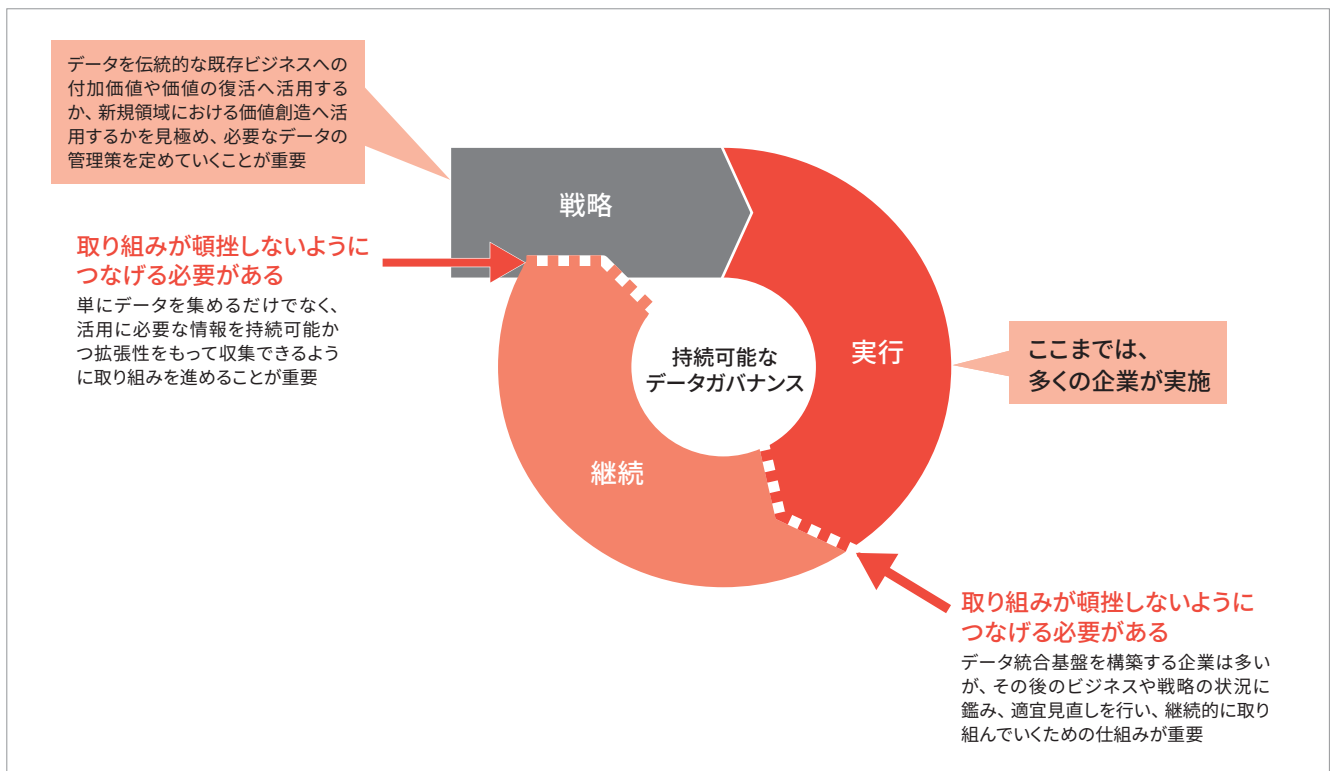 データを伝統的な既存ビジネスへの
付加価値や価値の復活へ活用する
か、新規領域における価値創造へ活
用するかを見極め、必要なデータの
管理策を定めていくことが重要
戦略
取り組みが頓挫しないように
つなげる必要がある
単にデータを集めるだけでなく、
活用に必要な情報を持続可能か
つ拡張性をもって収集できるよう
に取り組みを進めることが重要
持続可能な
データガバナンス
実行
ここまでは、
多くの企業が実施
継続
取り組みが頓挫しないように
つなげる必要がある
データ統合基盤を構築する企業は多い
が、その後のビジネスや戦略の状況に
鑑み、適宜見直しを行い、継続的に取り
組んでいくための仕組みが重要